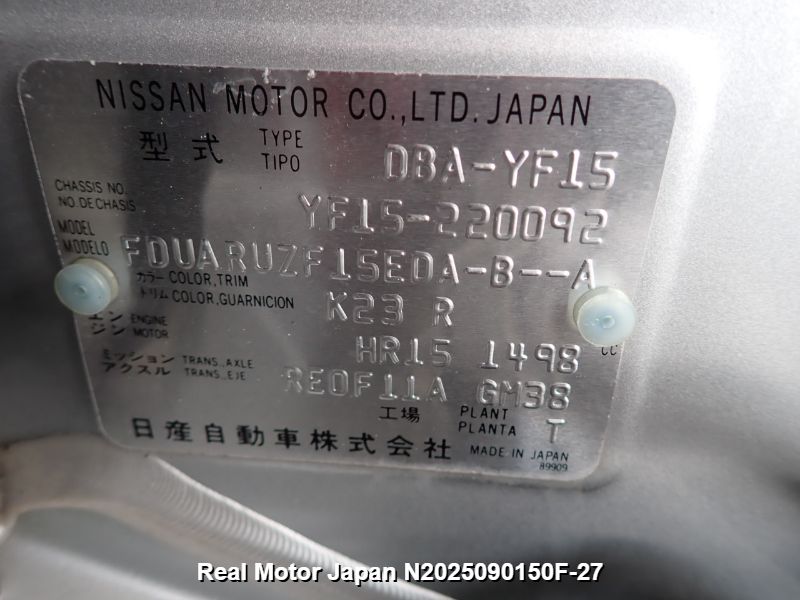 NISSAN MOTOR CO.,LTD. JAPAN
型式 TYPE TIPO DBA-YF15
CHASSIS NO.
NO.DECHASIS YF15-220092
MODEL
MODELO FDUARUZF15EDA-B--A
カラー COLOR,TRIM
トリム COLOR,GUARNICION K23 R
エンジン ENGINE MOTOR HR15 1498 CC
ミッション TRANS.,AXLE
アクスル TRANS.,EJE RE0F11A GM38
工場 PLANT PLANTA T
日産自動車株式会社 MADE IN JAPAN
89909
Real Motor Japan N2025090150F-27